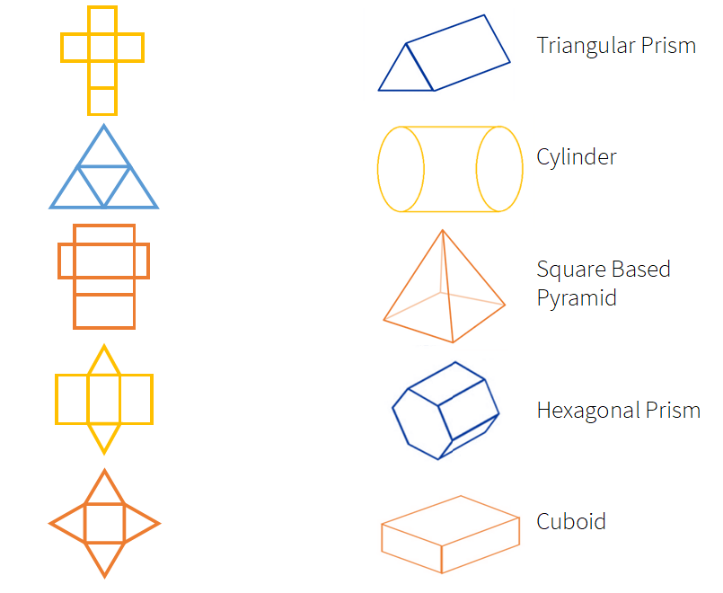 Triangular Prism
Cylinder
Square Based
Pyramid
Hexagonal Prism
Cuboid